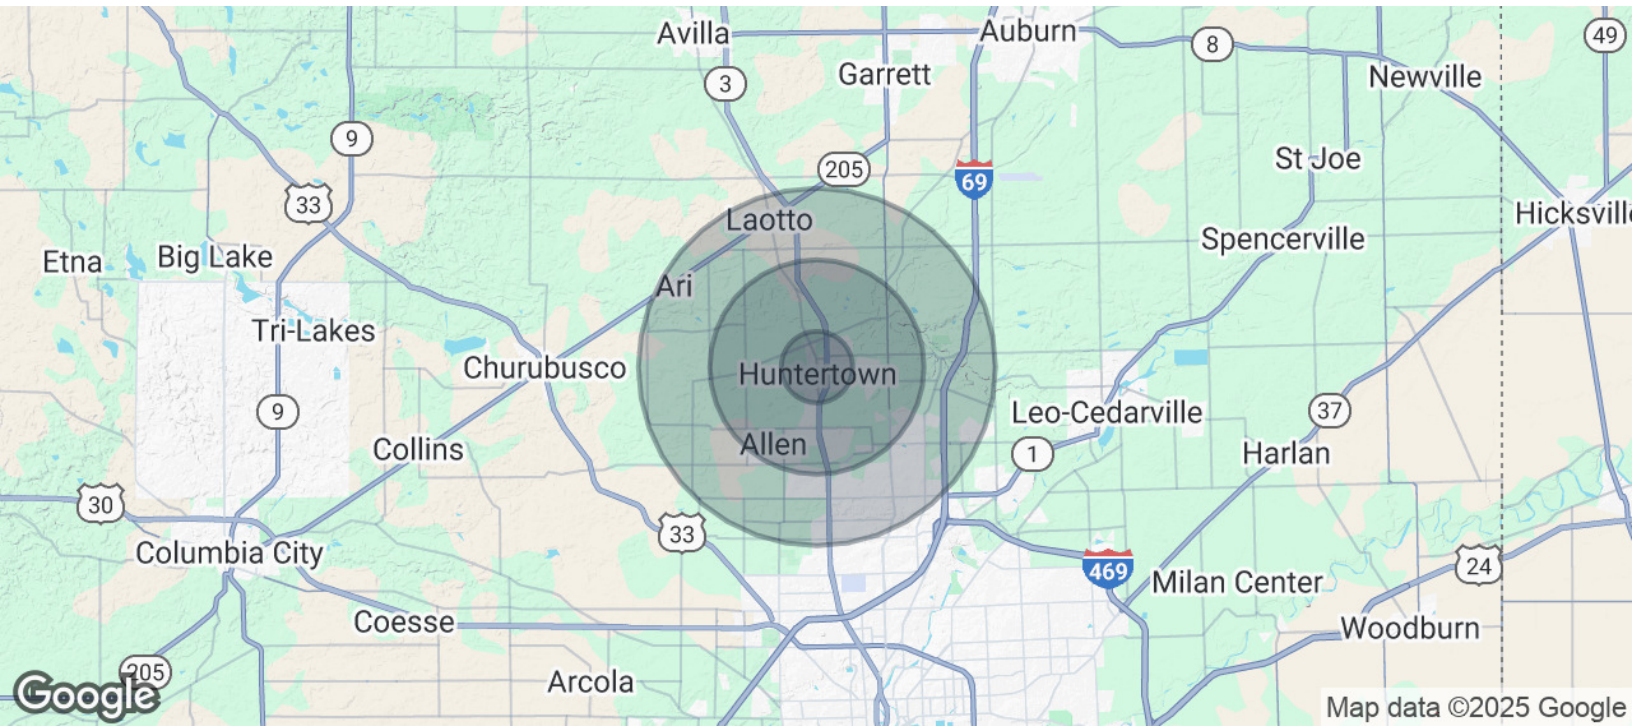 Avilla
Auburn
8
49
Garrett
Newville
3
9
205
St Joe
69
33
Laotto
Hicksville
Spencerville
Etna
Big Lake
Ari
Tri-Lakes
Churubusco
Huntertown
9
Leo-Cedarville
37
Collins
Allen
1
Harlan
30
33
Columbia City
469
24
Milan Center
Coesse
Woodburn
205
Arcola
Google
Map data ©2025 Google